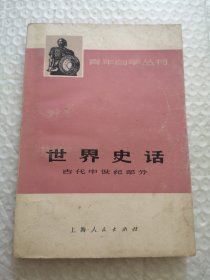 青年自学丛书
世界史话
古代中世纪部分
上海人民出版社